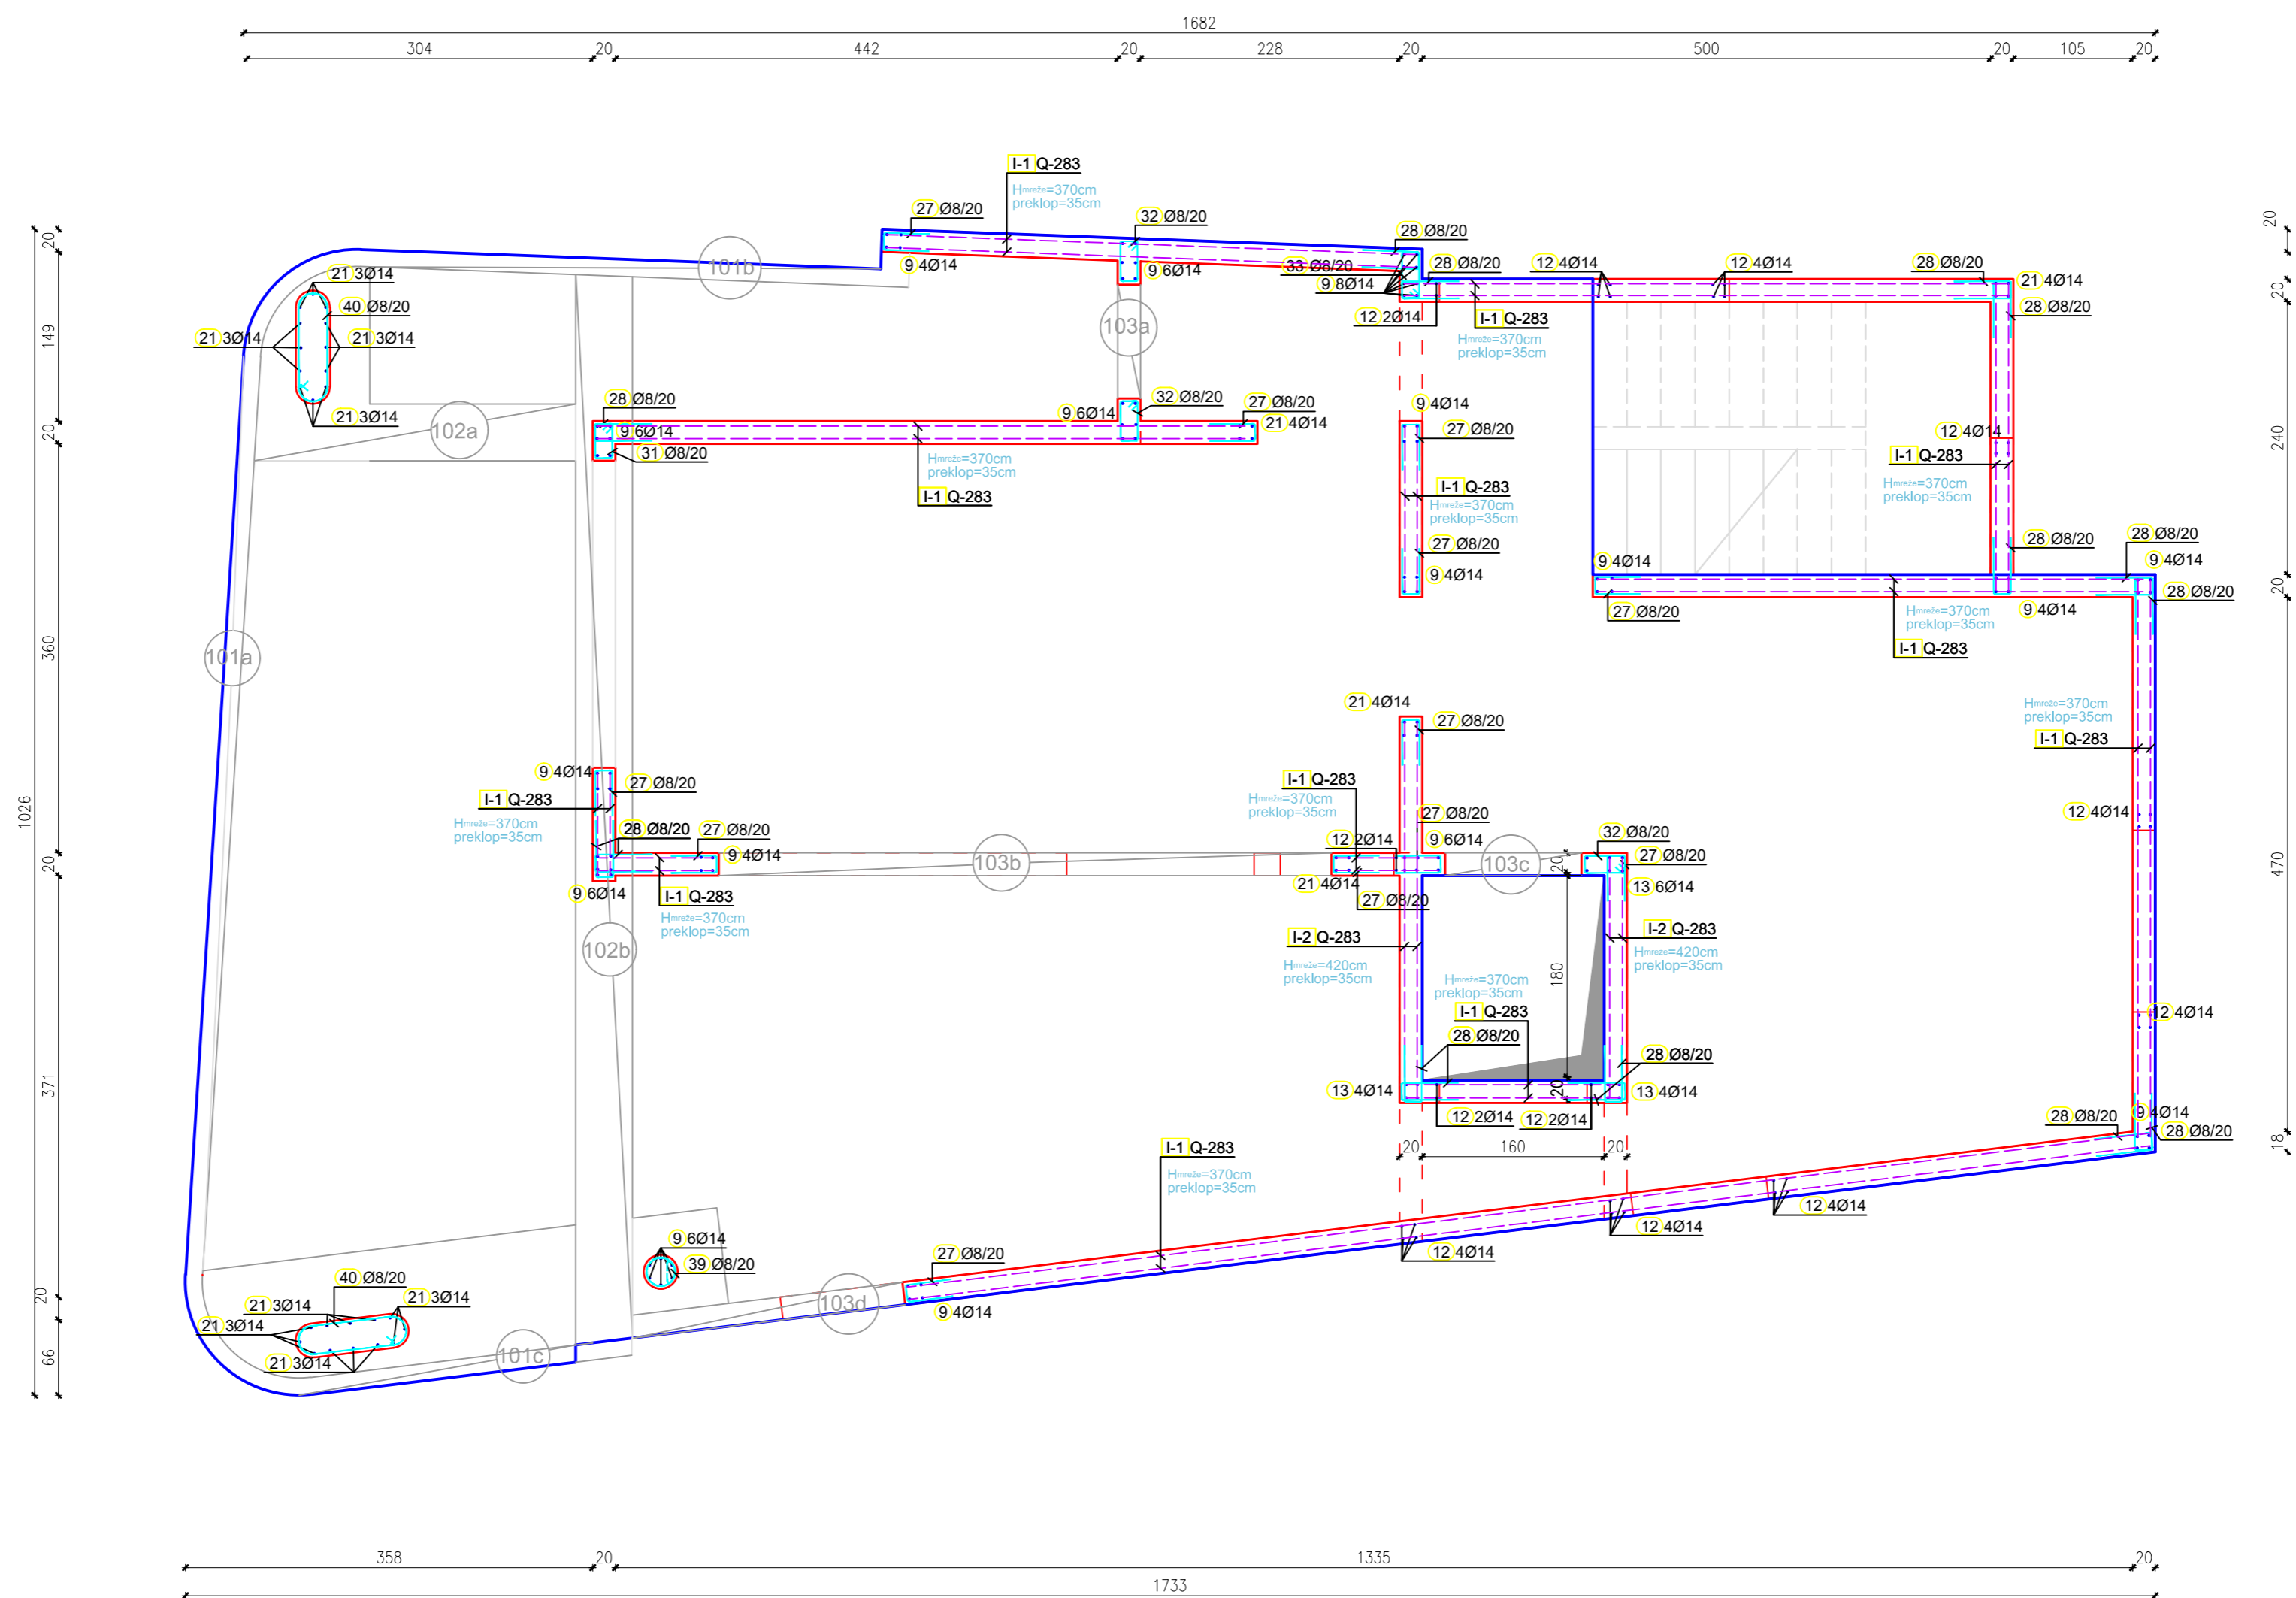 1682
304 20 442 20 228 20 500 20 105 20
I-1 Q-283
Hmreže=370cm
preklop=35cm
27 Ø8/20
32 Ø8/20
28 Ø8/20
20
20
101b
9 4Ø14
9 6Ø14
33 Ø8/20
9 8Ø14
28 Ø8/20
12 4Ø14
12 4Ø14
28 Ø8/20
21 4Ø14
20
21 3Ø14
40 Ø8/20
21 3Ø14
21 3Ø14
149
103a
12 2Ø14
I-1 Q-283
Hmreže=370cm
preklop=35cm
28 Ø8/20
21 3Ø14
102a
20
28 Ø8/20
9 6Ø14
31 Ø8/20
9 6Ø14
32 Ø8/20
27 Ø8/20
21 4Ø14
9 4Ø14
27 Ø8/20
12 4Ø14
I-1 Q-283
240
Hmreže=370cm
preklop=35cm
I-1 Q-283
I-1 Q-283
Hmreže=370cm
preklop=35cm
Hmreže=370cm
preklop=35cm
27 Ø8/20
9 4Ø14
28 Ø8/20
28 Ø8/20
9 4Ø14
9 4Ø14
28 Ø8/20
20
27 Ø8/20
9 4Ø14
Hmreže=370cm
preklop=35cm
I-1 Q-283
360
101a
21 4Ø14
27 Ø8/20
Hmreže=370cm
preklop=35cm
I-1 Q-283
9 4Ø14
27 Ø8/20
I-1 Q-283
Hmreže=370cm
preklop=35cm
I-1 Q-283
Hmreže=370cm
preklop=35cm
1026
28 Ø8/20
27 Ø8/20
9 4Ø14
12 2Ø14
27 Ø8/20
9 6Ø14
32 Ø8/20
12 4Ø14
20
103b
103c
20
27 Ø8/20
470
9 6Ø14
I-1 Q-283
Hmreže=370cm
preklop=35cm
21 4Ø14
27 Ø8/20
13 6Ø14
102b
I-2 Q-283
Hmreže=420cm
preklop=35cm
I-2 Q-283
Hmreže=420cm
preklop=35cm
180
Hmreže=370cm
preklop=35cm
I-1 Q-283
28 Ø8/20
28 Ø8/20
12 4Ø14
371
13 4Ø14
20
13 4Ø14
12 2Ø14
12 2Ø14
28 Ø8/20
9 4Ø14
28 Ø8/20
18
20 160 20
I-1 Q-283
Hmreže=370cm
preklop=35cm
12 4Ø14
12 4Ø14
12 4Ø14
9 6Ø14
39 Ø8/20
27 Ø8/20
9 4Ø14
20
40 Ø8/20
21 3Ø14
21 3Ø14
21 3Ø14
21 3Ø14
103d
101c
66
358 20 1335 20
1733